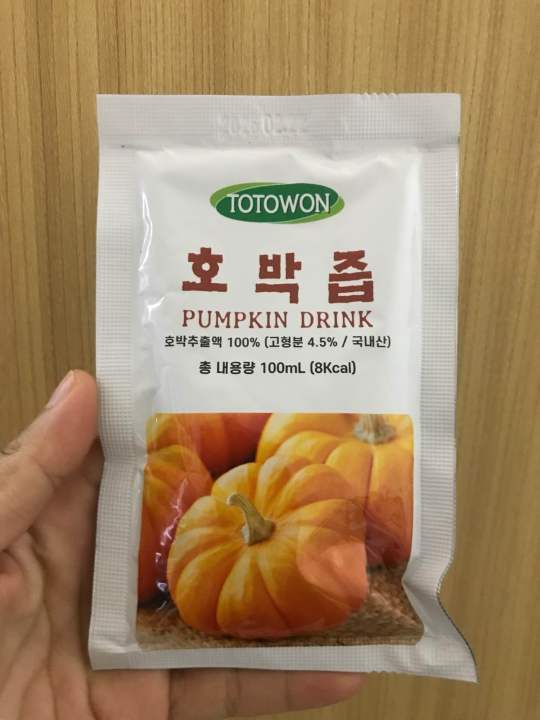 TOTOWON
호박즙
PUMPKIN DRINK
호박추출액 100% (고형분 4.5% / 국내산)
총 내용량 100mL (8Kcal)